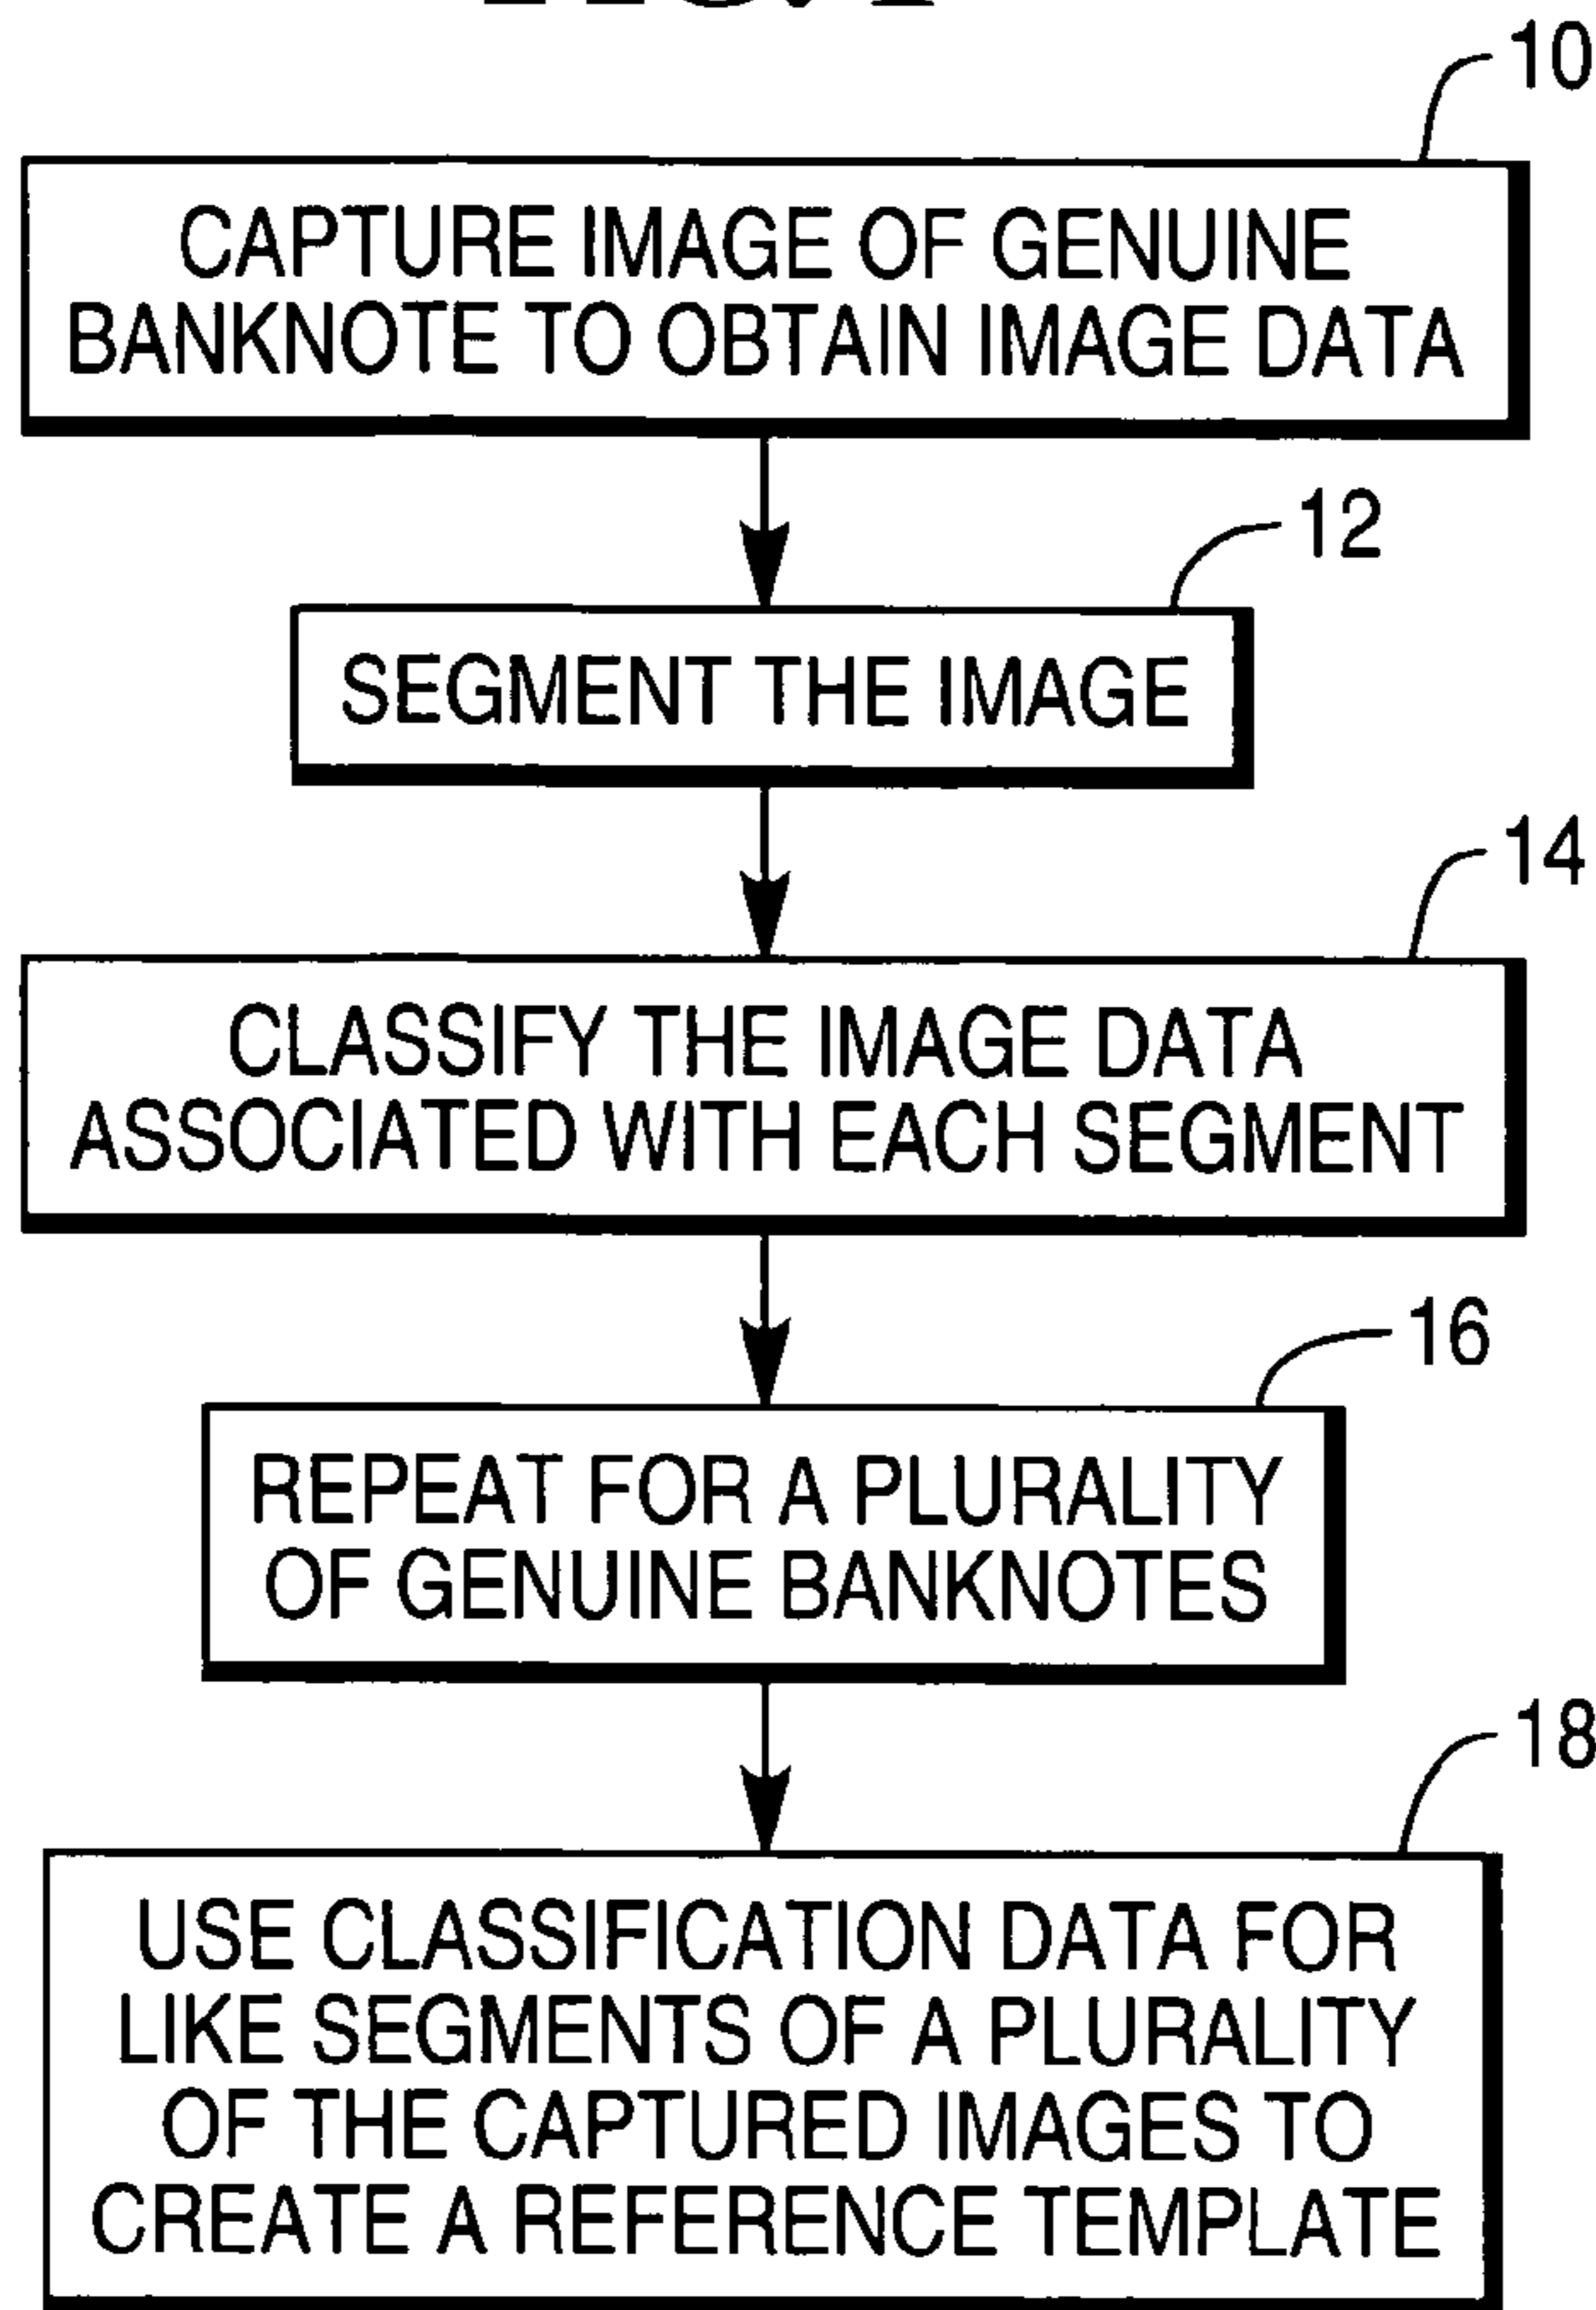 10
CAPTURE IMAGE OF GENUINE
BANKNOTE TO OBTAIN IMAGE DATA
12
SEGMENT THE IMAGE
14
CLASSIFY THE IMAGE DATA
ASSOCIATED WITH EACH SEGMENT
16
REPEAT FOR A PLURALITY
OF GENUINE BANKNOTES
18
USE CLASSIFICATION DATA FOR
LIKE SEGMENTS OF A PLURALITY
OF THE CAPTURED IMAGES TO
CREATE A REFERENCE TEMPLATE